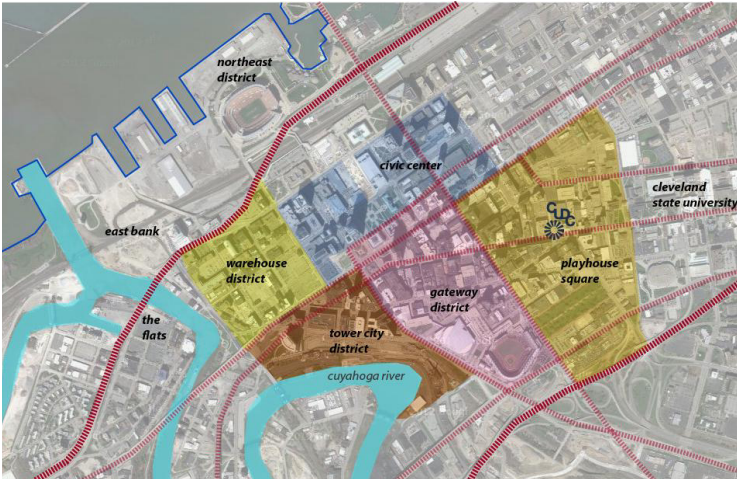 northeast
district
civic center
cleveland
state university
CUDC
east bank
warehouse
district
playhouse
square
gateway
district
the
flats
tower city
district
cuyahoga river